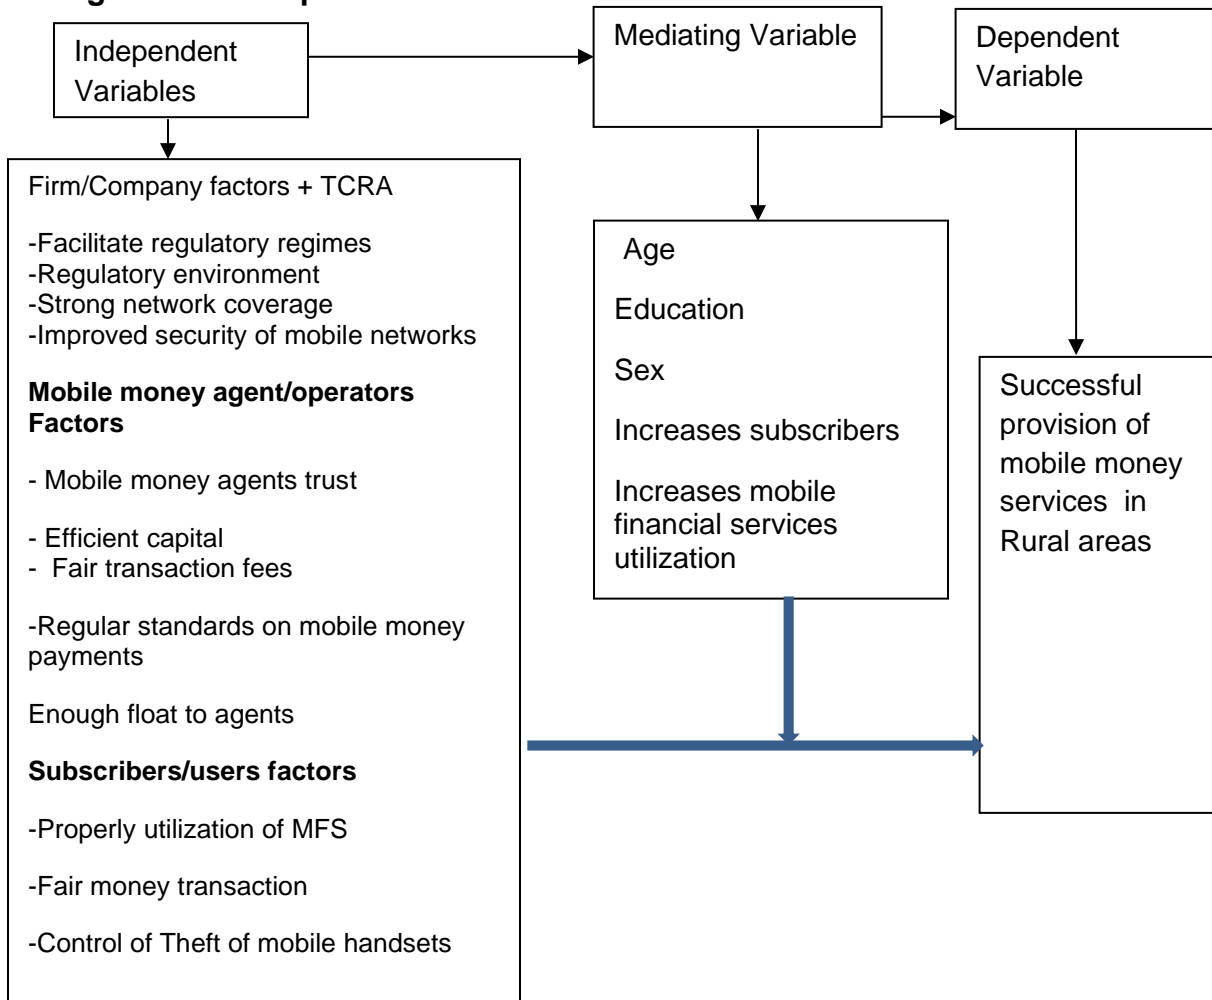 Independent
Variables
Mediating Variable
Dependent
Variable
Firm/Company factors + TCRA
-Facilitate regulatory regimes
-Regulatory environment
-Strong network coverage
-Improved security of mobile networks
Mobile money agent/operators
Factors
- Mobile money agents trust
- Efficient capital
- Fair transaction fees
-Regular standards on mobile money
payments
Enough float to agents
Subscribers/users factors
-Properly utilization of MFS
-Fair money transaction
-Control of Theft of mobile handsets
Age
Education
Sex
Increases subscribers
Increases mobile
financial services
utilization
Successful
provision of
mobile money
services in
Rural areas